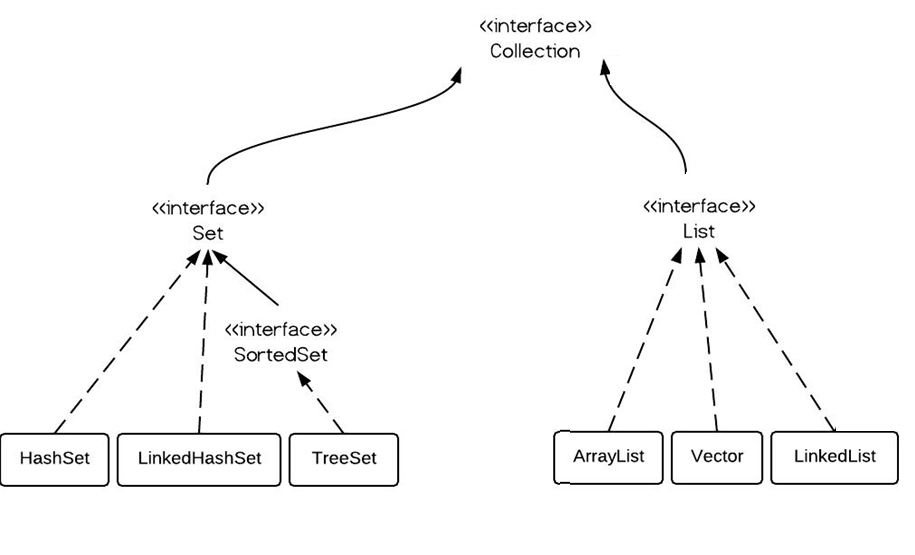 <<interface>>
Collection
<<interface>>
Set
<<interface>>
List
<<interface>>
SortedSet
HashSet
LinkedHashSet
TreeSet
ArrayList
Vector
LinkedList